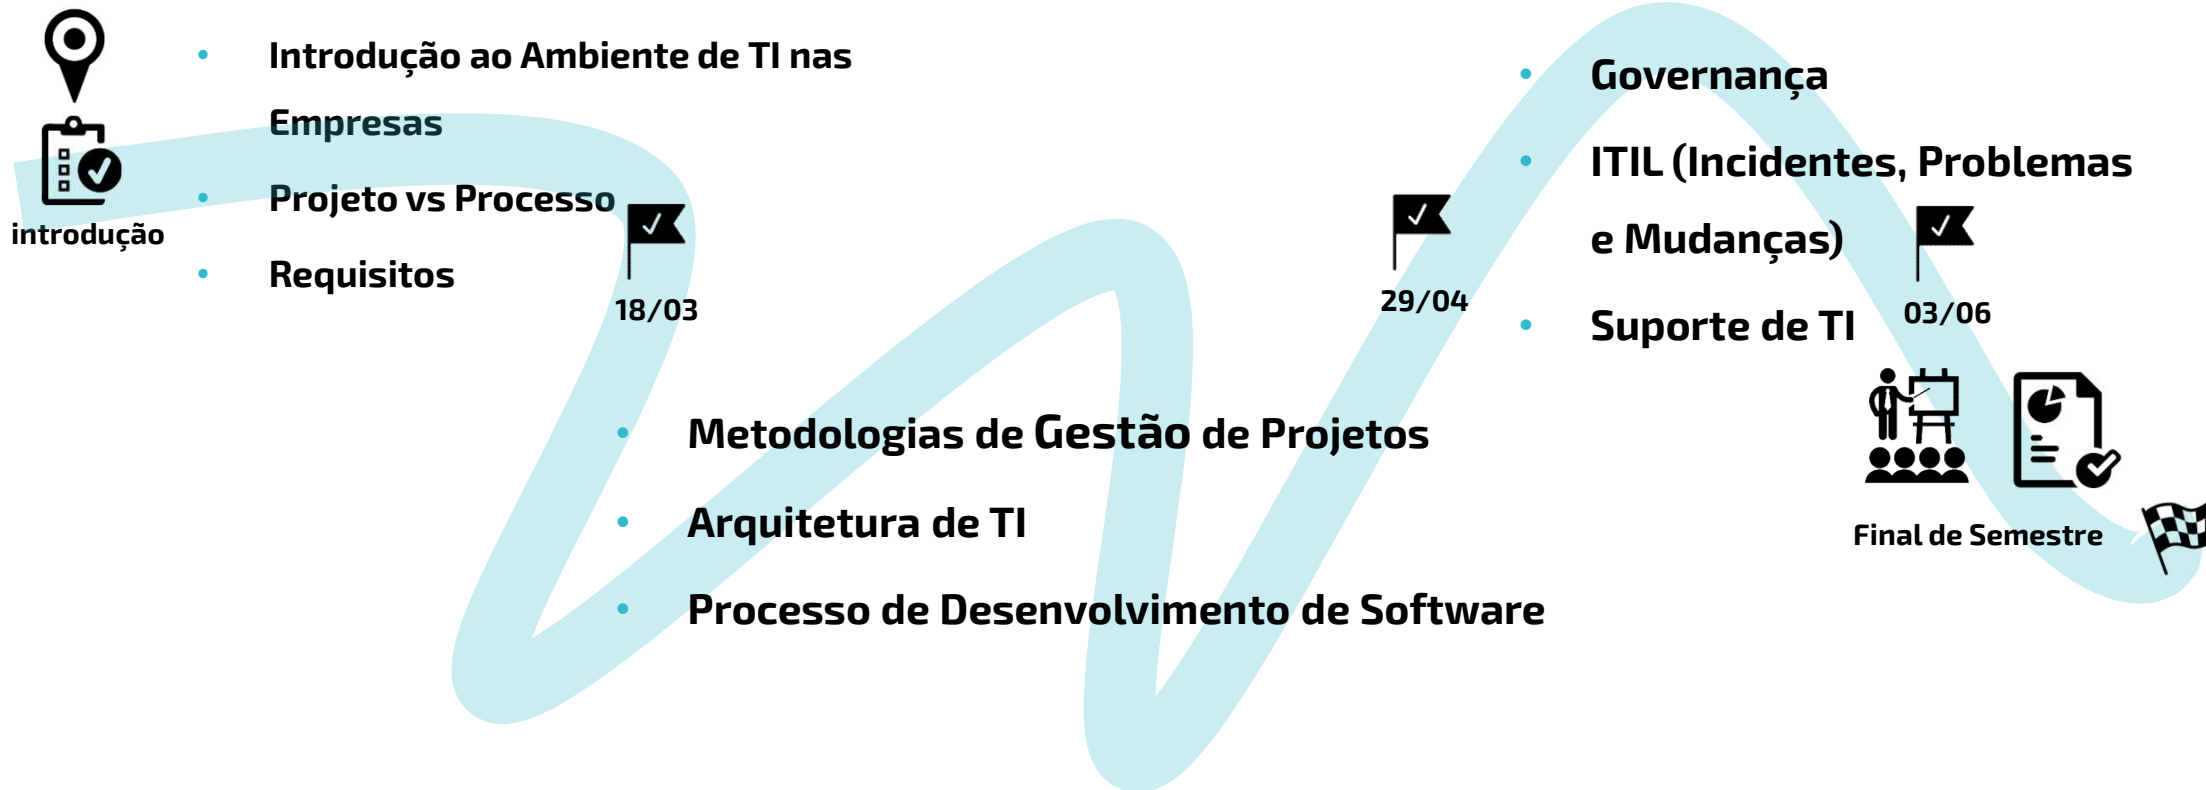 introdução
• Introdução ao Ambiente de TI nas
Empresas
• Projeto vs Processo
• Requisitos
18/03
• Metodologias de Gestão de Projetos
• Arquitetura de TI
• Processo de Desenvolvimento de Software
29/04
• Governança
• ITIL (Incidentes, Problemas
e Mudanças)
• Suporte de TI
03/06
Final de Semestre